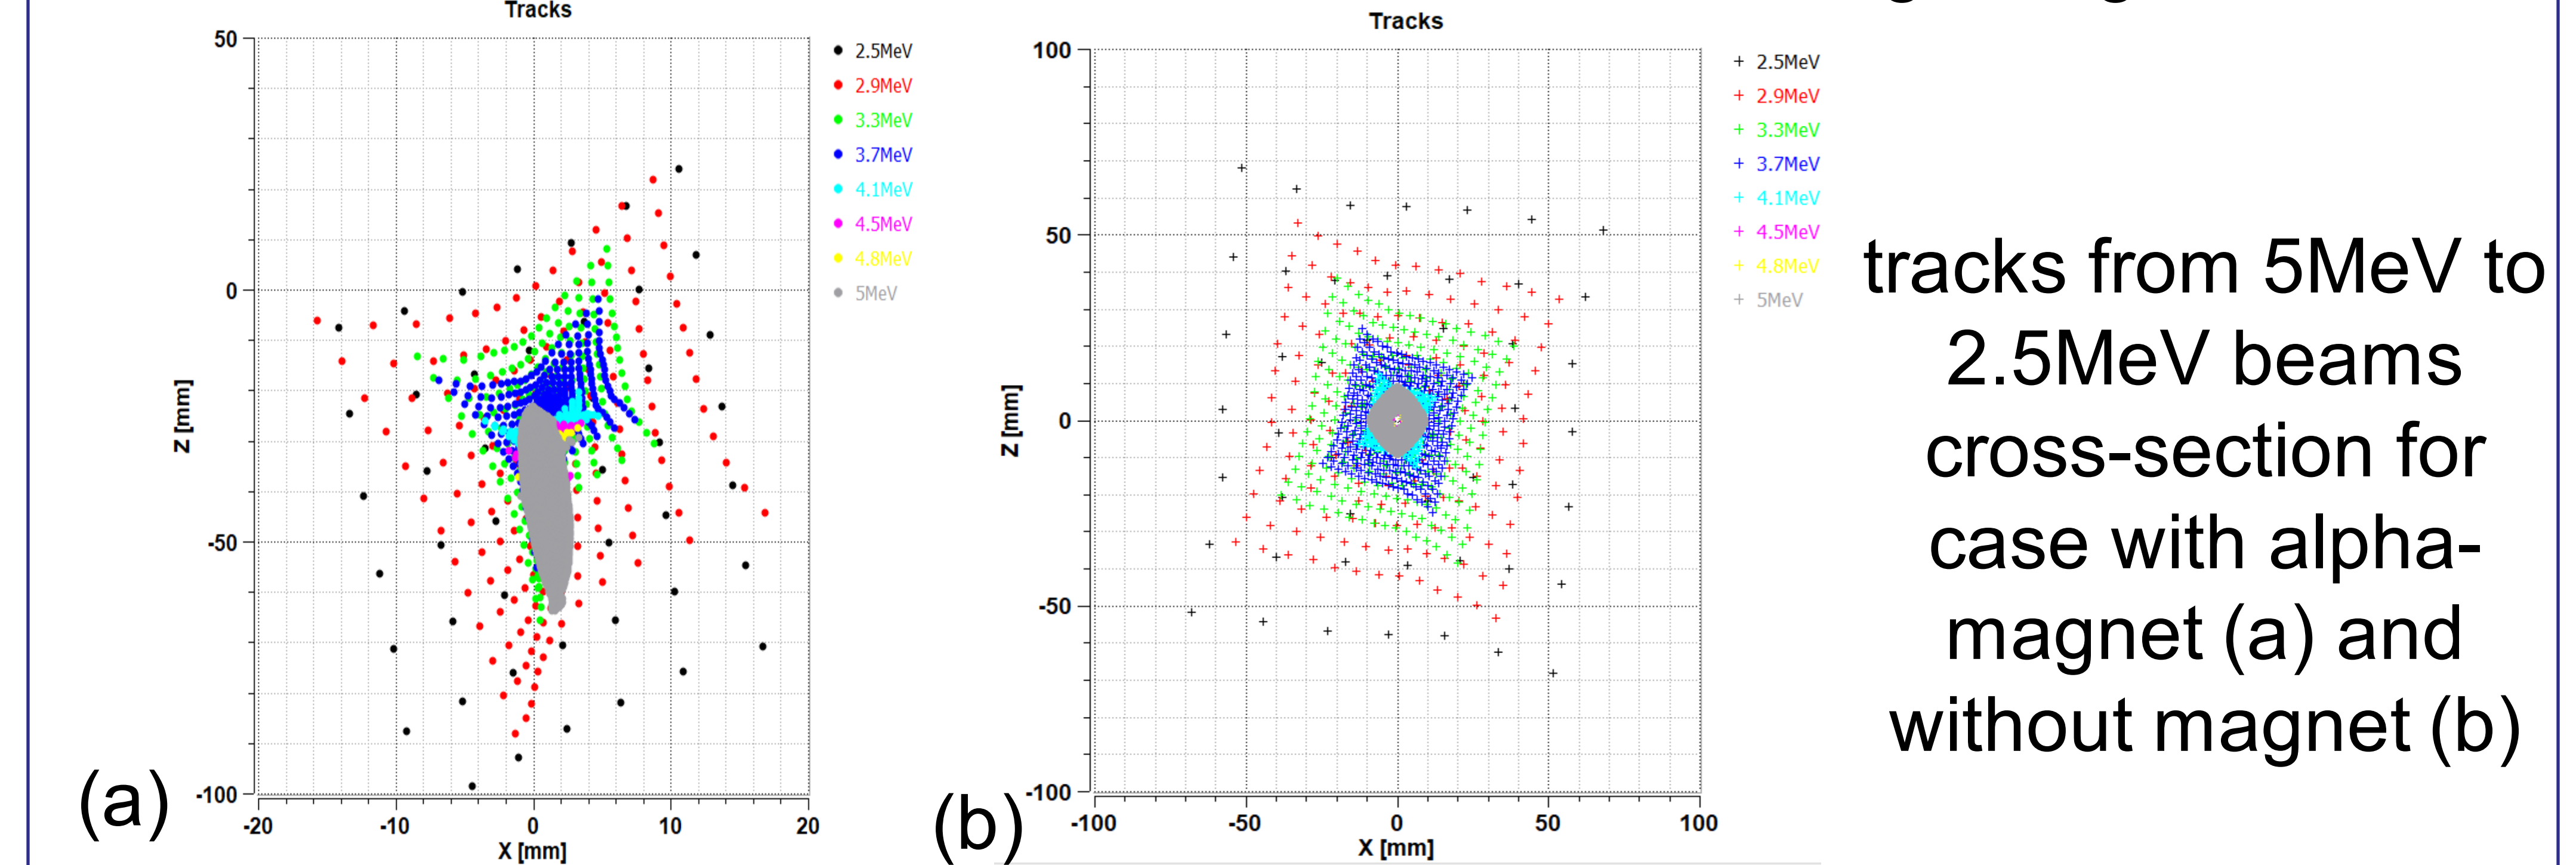 Tracks
50
0
-50
-100
-20
-10
0
10
20
Z [mm]
X [mm]
2.5MeV
2.9MeV
3.3MeV
3.7MeV
4.1MeV
4.5MeV
4.8MeV
5MeV
(a)
Tracks
100
50
0
-50
-100
-100
-50
0
50
100
Z [mm]
X [mm]
2.5MeV
2.9MeV
3.3MeV
3.7MeV
4.1MeV
4.5MeV
4.8MeV
5MeV
(b)
tracks from 5MeV to
2.5MeV beams
cross-section for
case with alpha-
magnet (a) and
without magnet (b)